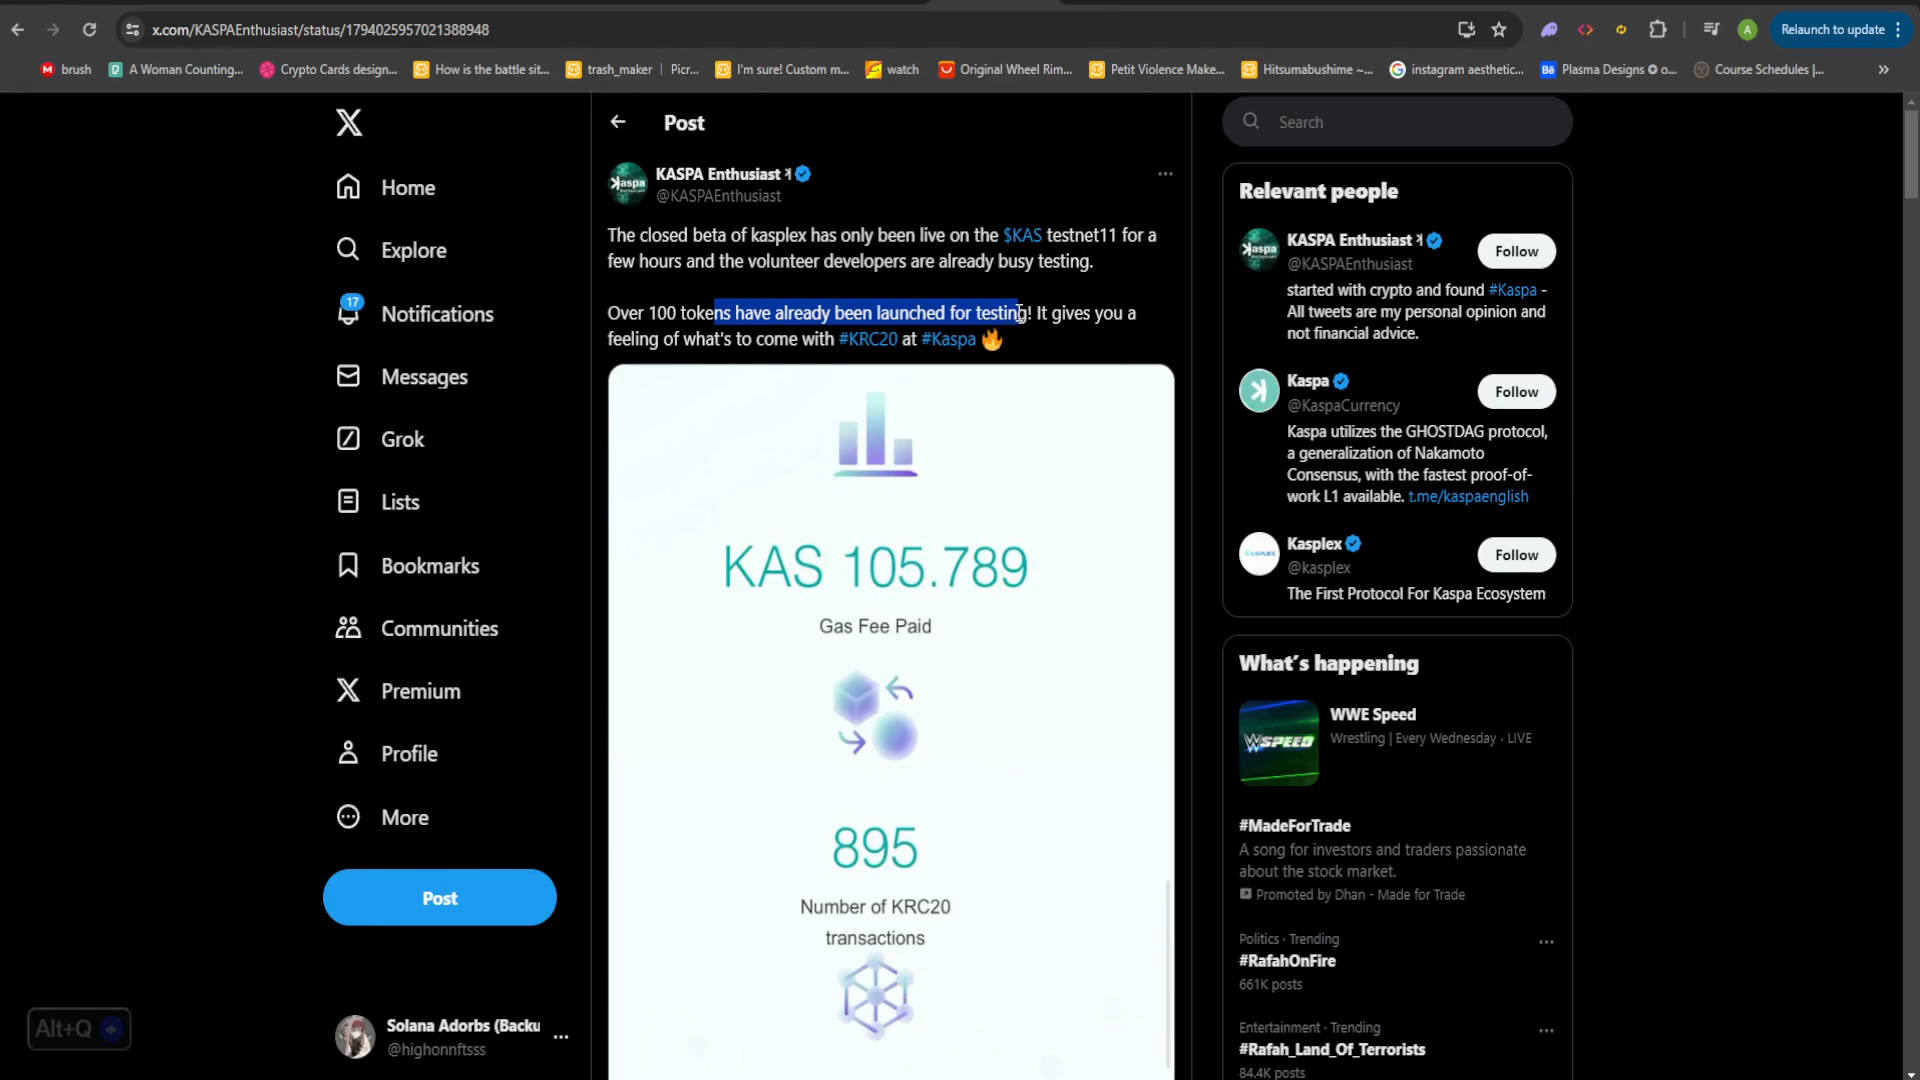 x.com/KASPAEnthusiast/status/1794025957021388948
A
Relaunch to update
brush
A Woman Counting...
Crypto Cards design...
How is the battle sit...
trash_maker | Picr...
I'm sure! Custom m...
watch
Original Wheel Rim...
Petit Violence Make...
Hitsumabushime ~...
instagram aesthetic...
Plasma Designs ✪ o...
Course Schedules |...
Home
Explore
17
Notifications
Messages
Grok
Lists
Bookmarks
Communities
Premium
Profile
More
Post
Solana Adorbs (Backu
@highonnftsss
Alt+Q
Post
KASPA Enthusiast
@KASPAEnthusiast
The closed beta of kasplex has only been live on the $KAS testnet11 for a
few hours and the volunteer developers are already busy testing.
Over 100 tokens have already been launched for testing! It gives you a
feeling of what's to come with #KRC20 at #Kaspa 🔥
KAS 105.789
Gas Fee Paid
895
Number of KRC20
transactions
Search
Relevant people
KASPA Enthusiast
@KASPAEnthusiast
Follow
started with crypto and found #Kaspa -
All tweets are my personal opinion and
not financial advice.
Kaspa
@KaspaCurrency
Follow
Kaspa utilizes the GHOSTDAG protocol,
a generalization of Nakamoto
Consensus, with the fastest proof-of-
work L1 available. t.me/kaspaenglish
Kasplex
@kasplex
Follow
The First Protocol For Kaspa Ecosystem
What's happening
WWE Speed
Wrestling | Every Wednesday · LIVE
#MadeForTrade
A song for investors and traders passionate
about the stock market.
Promoted by Dhan - Made for Trade
Politics · Trending
#RafahOnFire
661K posts
Entertainment · Trending
#Rafah_Land_Of_Terrorists
84.4K posts